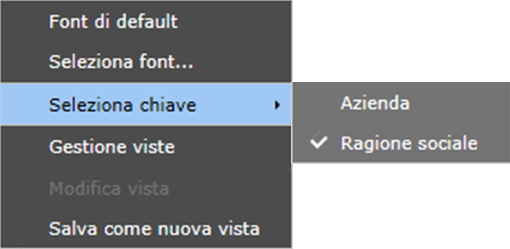 Font di default
Seleziona font...
Seleziona chiave
Azienda
Ragione sociale
Gestione viste
Modifica vista
Salva come nuova vista